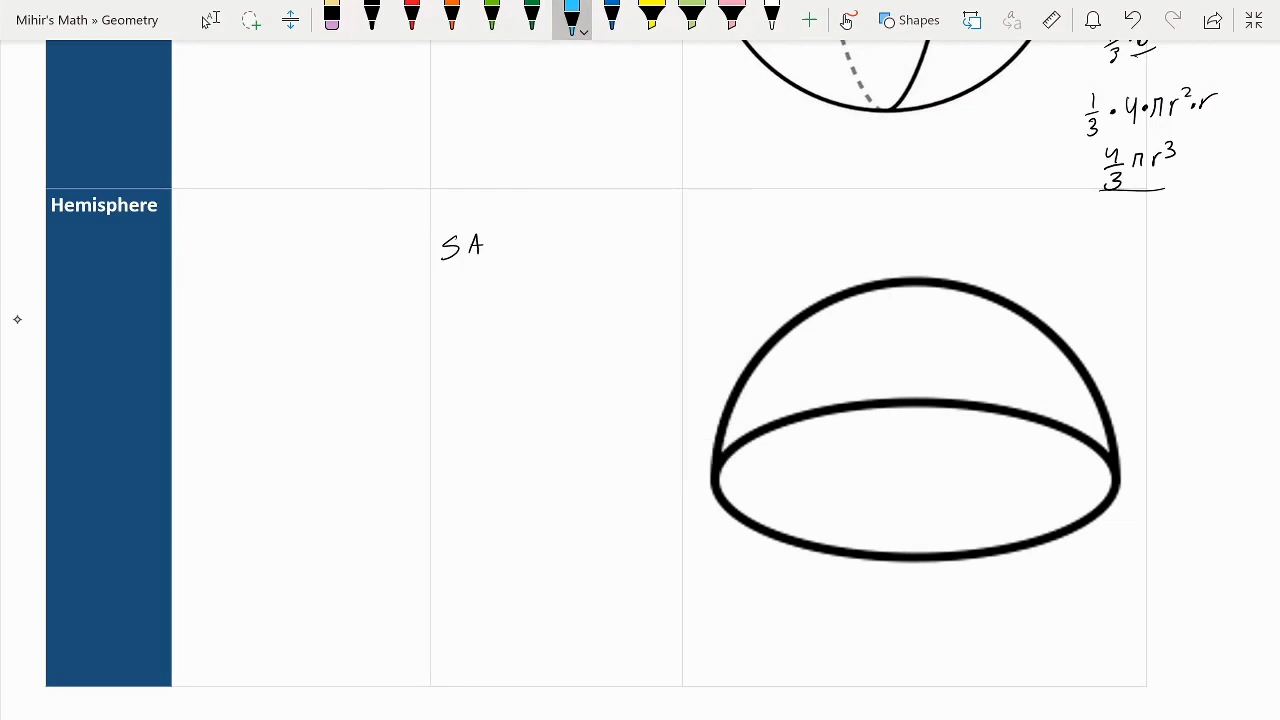 Mihir's Math » Geometry
Shapes
1/3 · 4 · πr² · r
4/3 πr³
Hemisphere
SA